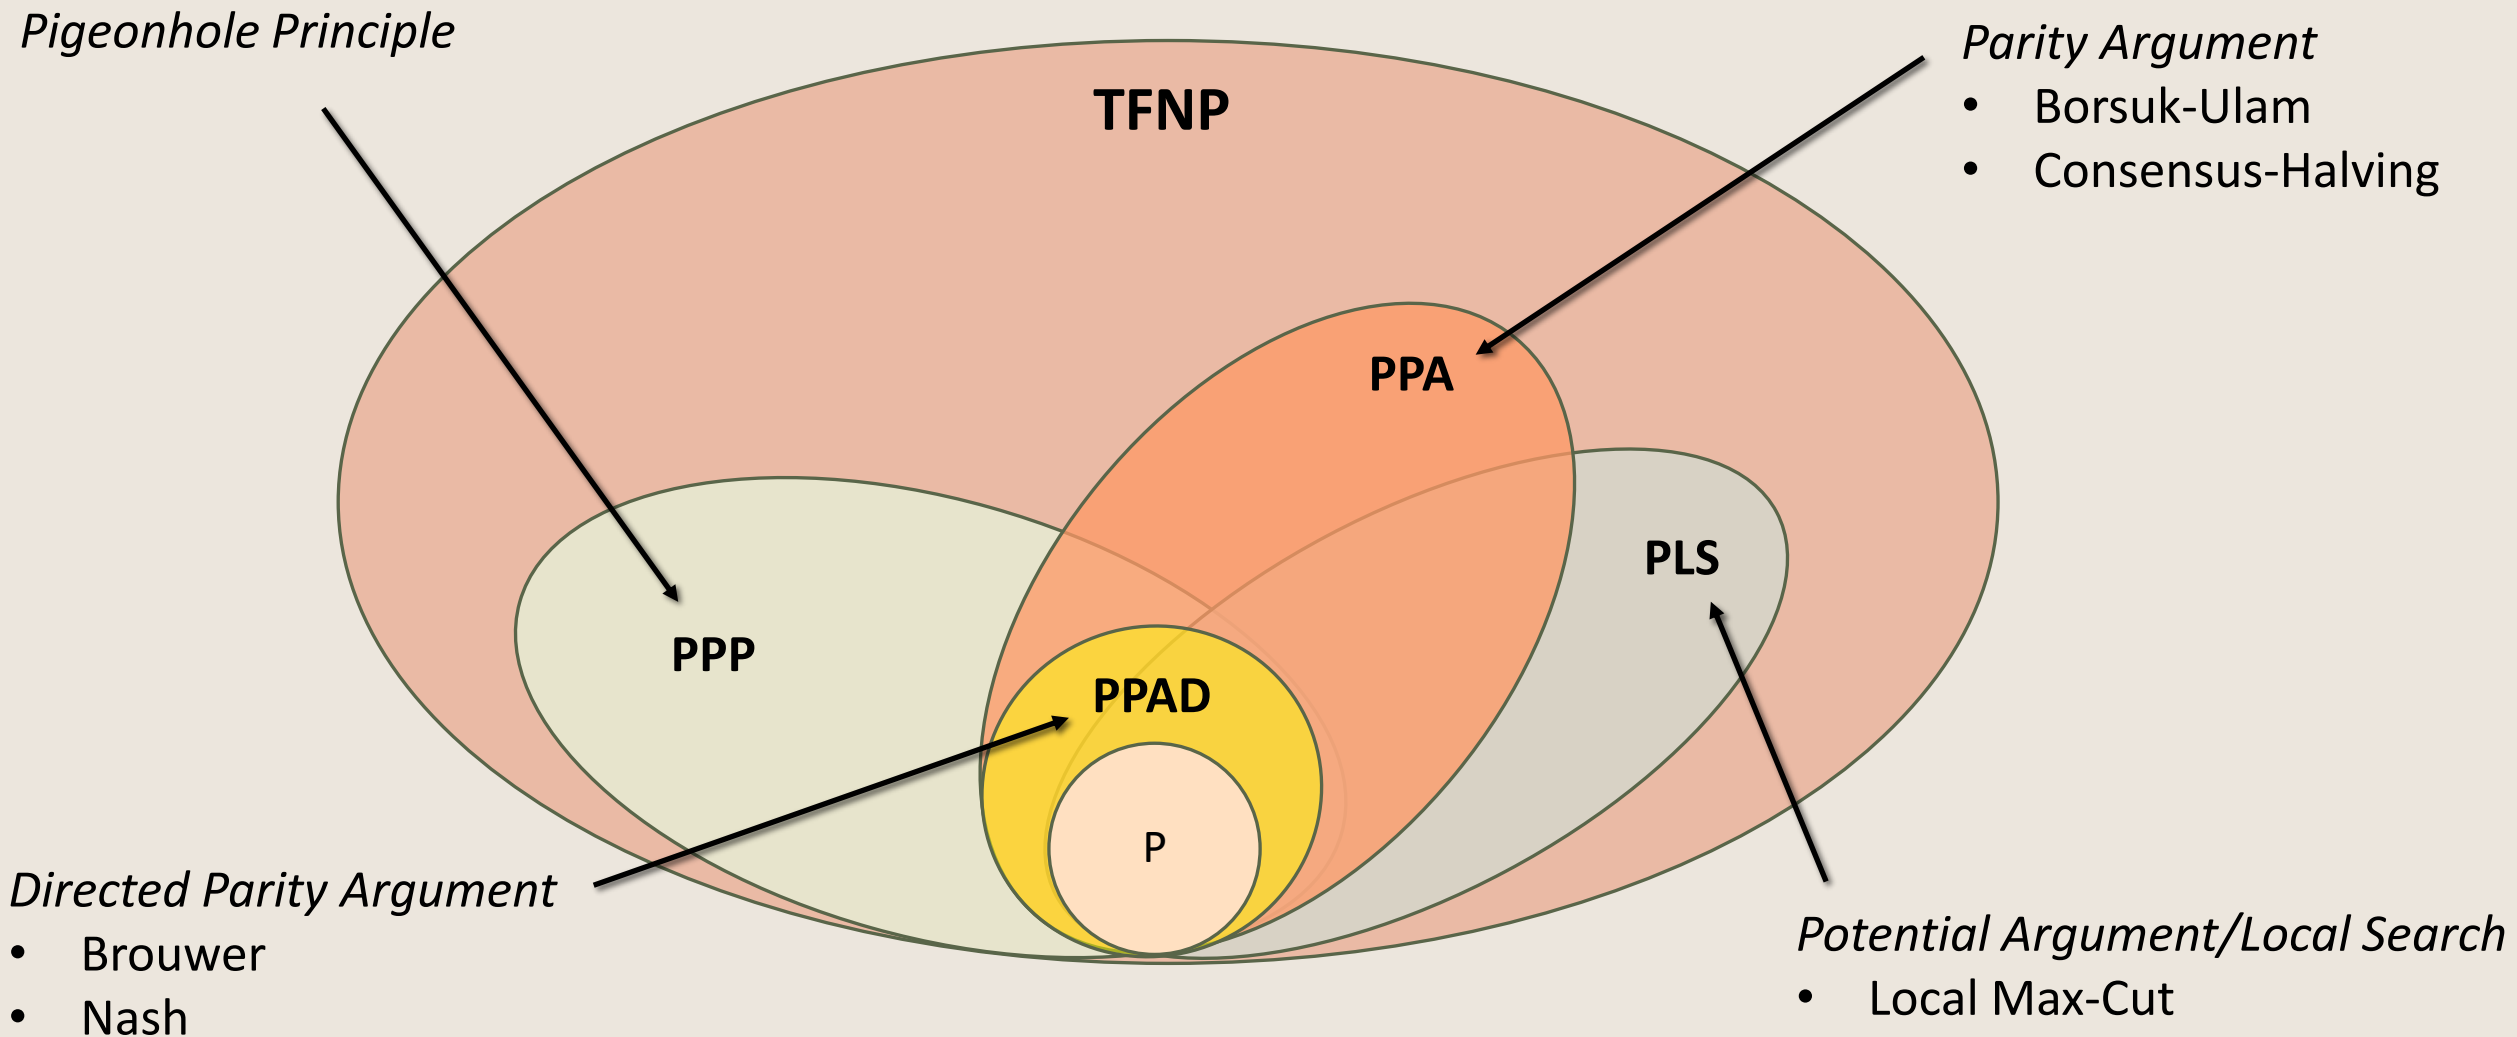 Pigeonhole Principle
Parity Argument
• Borsuk-Ulam
• Consensus-Halving
TFNP
PPA
PLS
PPP
PPAD
P
Directed Parity Argument
• Brouwer
• Nash
Potential Argument/Local Search
• Local Max-Cut